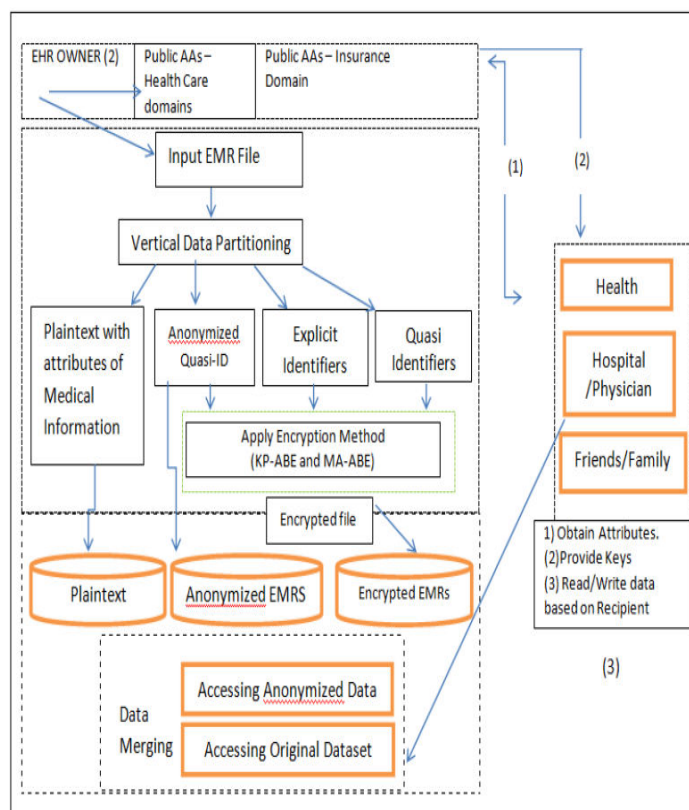 EHR OWNER (2)
Public AAs –
Health Care
domains
Public AAs – Insurance
Domain
Input EMR File
(1)
(2)
Vertical Data Partitioning
Plaintext with
attributes of
Medical
Information
Anonymized
Quasi-ID
Explicit
Identifiers
Quasi
Identifiers
Apply Encryption Method
(KP-ABE and MA-ABE)
Encrypted file
Health
Hospital
/Physician
Friends/Family
1) Obtain Attributes.
(2)Provide Keys
(3) Read/Write data
based on Recipient
(3)
Plaintext
Anonymized EMRS
Encrypted EMRs
Data
Merging
Accessing Anonymized Data
Accessing Original Dataset